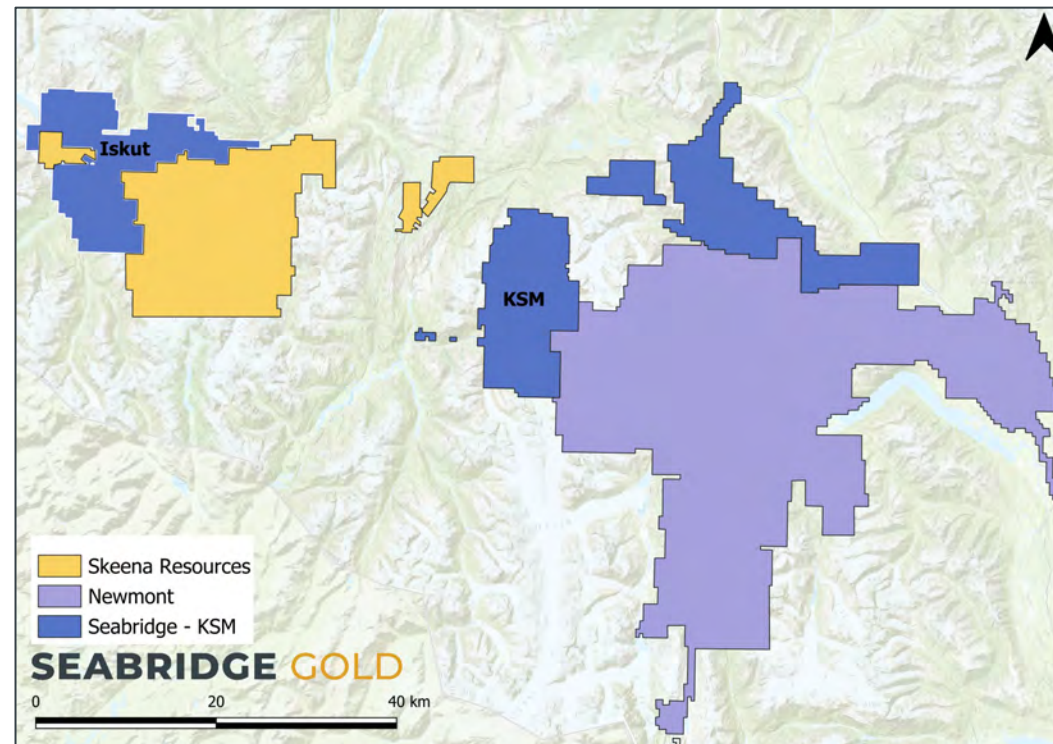 Iskut
KSM
Skeena Resources
Newmont
Seabridge - KSM
SEABRIDGE GOLD
0 20 40 km